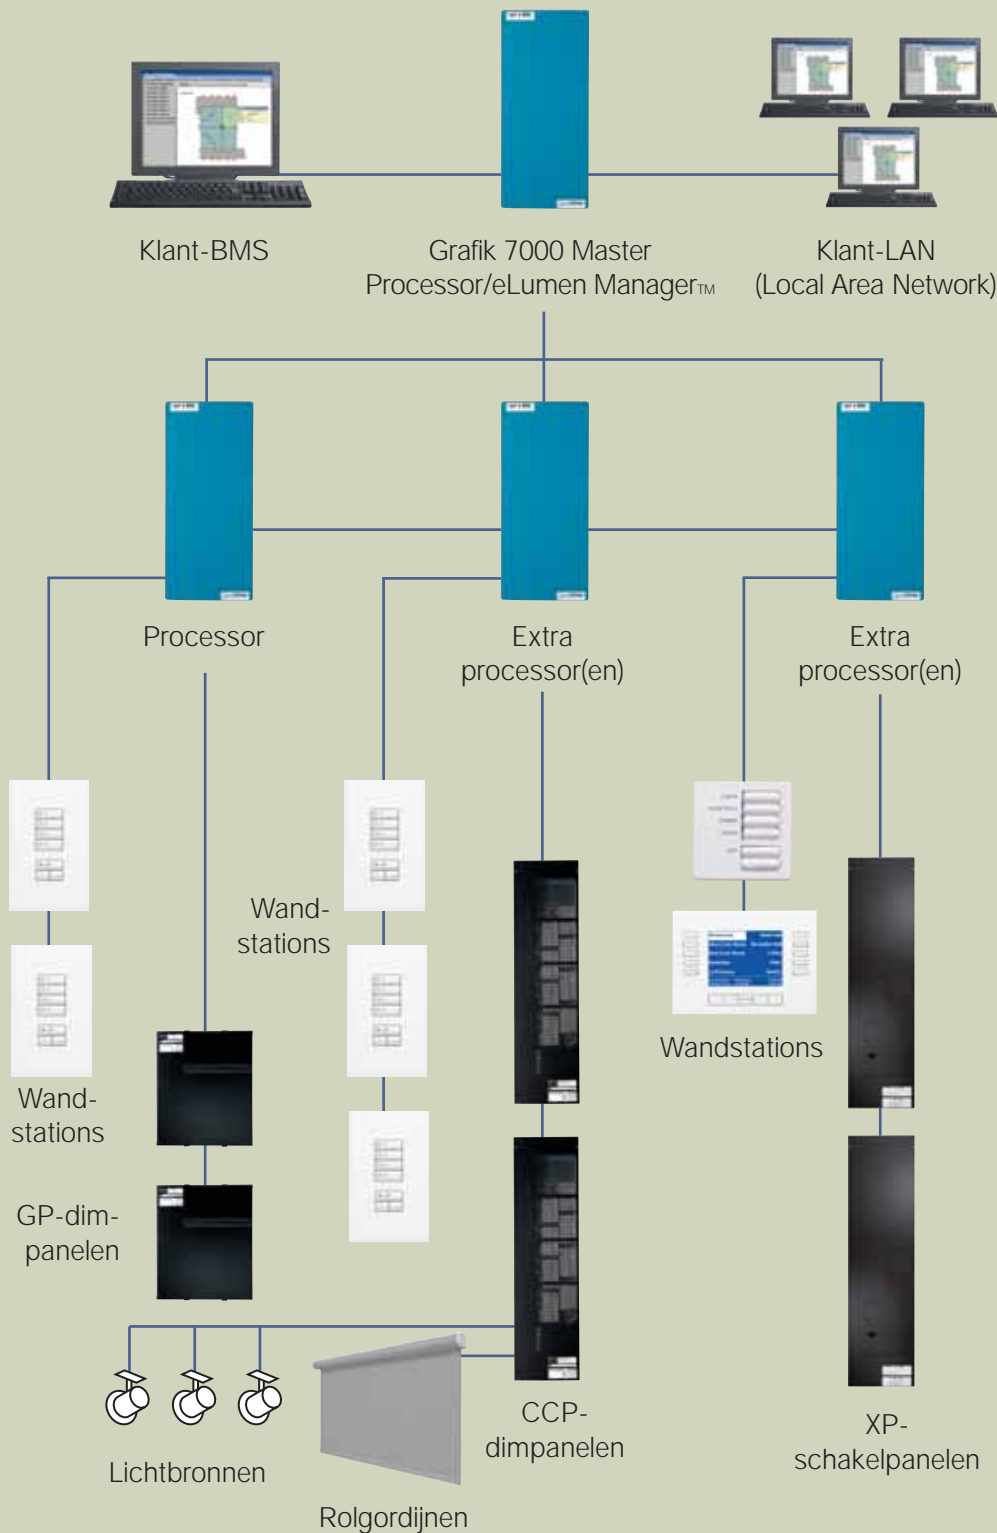 Klant-BMS
Grafik 7000 Master
Processor/eLumen Manager™
Klant-LAN
(Local Area Network)
Processor
Extra
processor(en)
Extra
processor(en)
Wand-
stations
Wand-
stations
Wandstations
GP-dim-
panelen
Lichtbronnen
Rolgordijnen
CCP-
dimpanelen
XP-
schakelpanelen